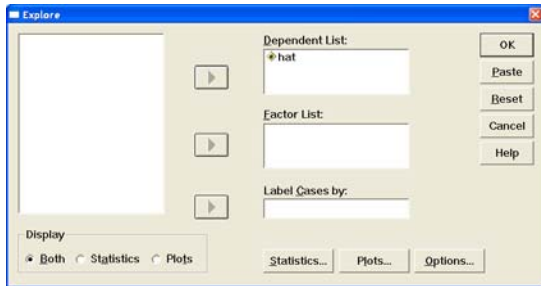 Explore
Dependent List:
hat
Factor List:
Label Cases by:
OK
Paste
Reset
Cancel
Help
Display
Both Statistics Plots
Statistics... Plots... Options...